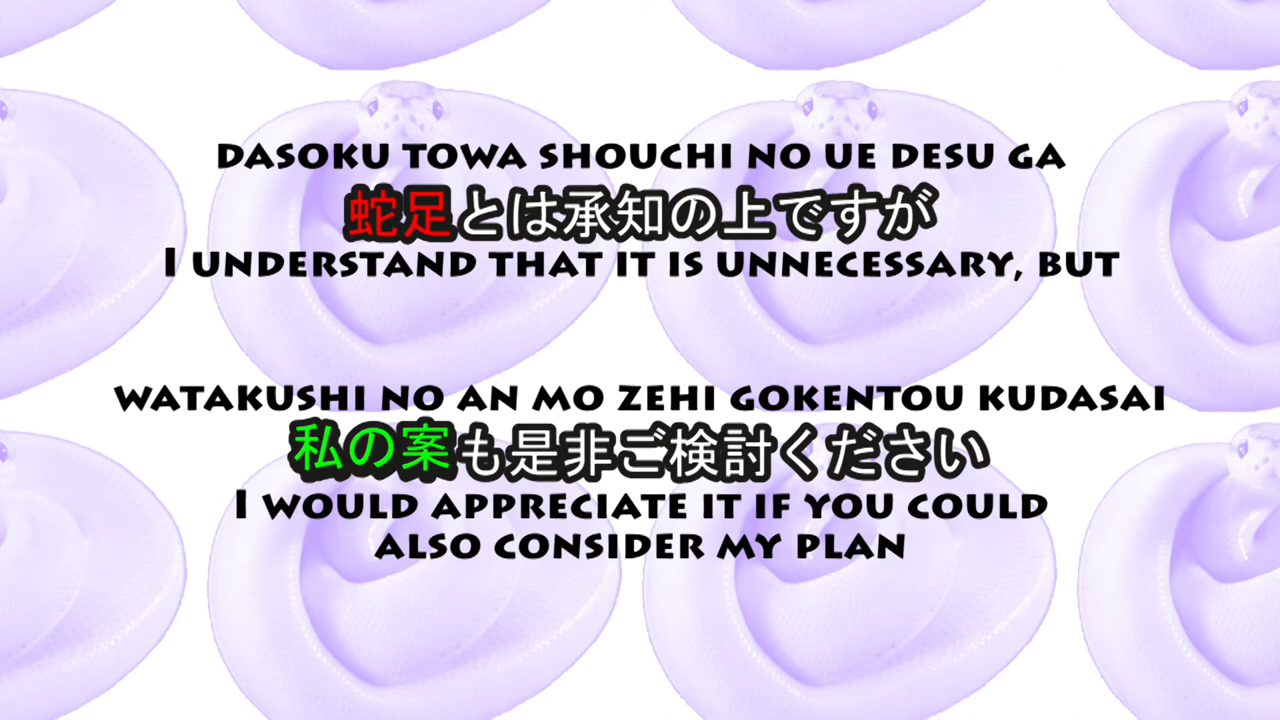 DASOKU TOWA SHOUCHI NO UE DESU GA
蛇足とは承知の上ですが
I UNDERSTAND THAT IT IS UNNECESSARY, BUT
WATAKUSHI NO AN MO ZEHI GOKENTOU KUDASAI
私の案も是非ご検討ください
I WOULD APPRECIATE IT IF YOU COULD
ALSO CONSIDER MY PLAN